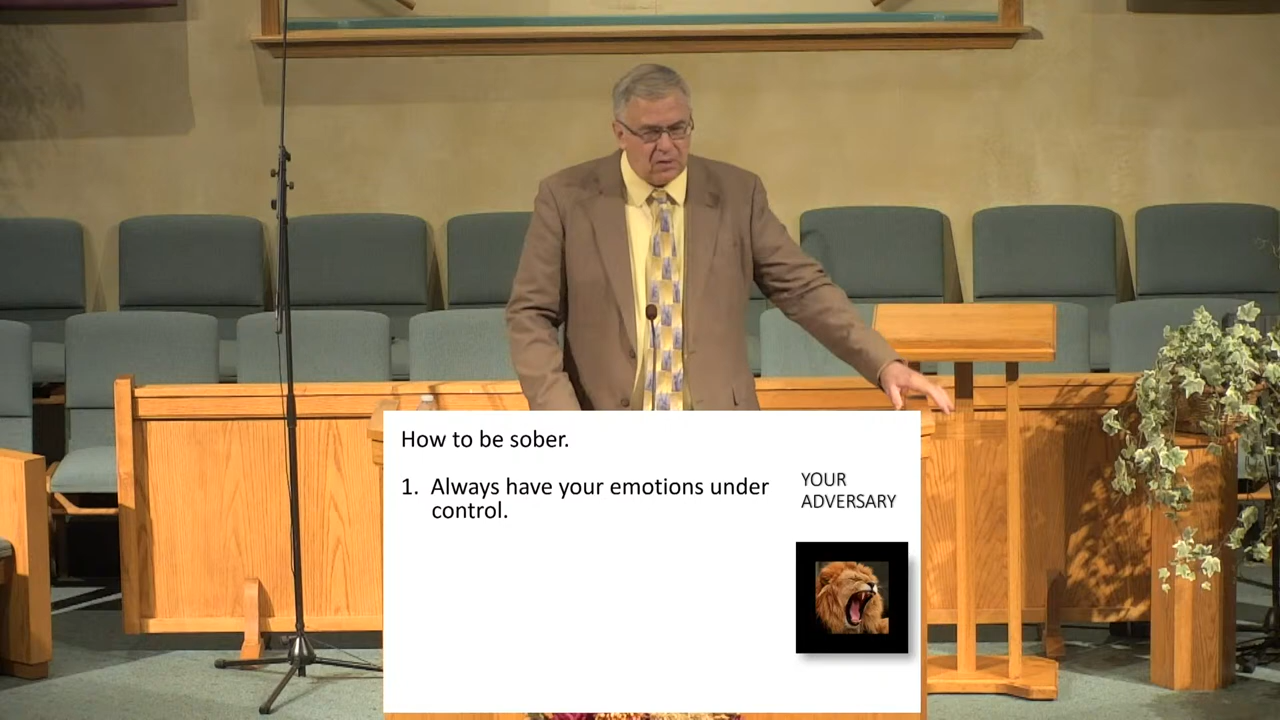 How to be sober.
1. Always have your emotions under
control.
YOUR
ADVERSARY